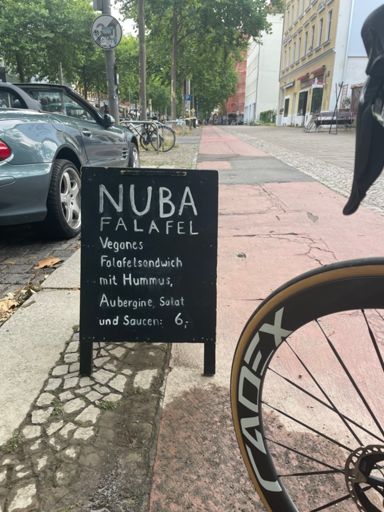 NUBA
FALAFEL
Veganes
Falafelsandwich
mit Hummus,
Aubergine, Salat
und Saucen: 6,-
CADEX